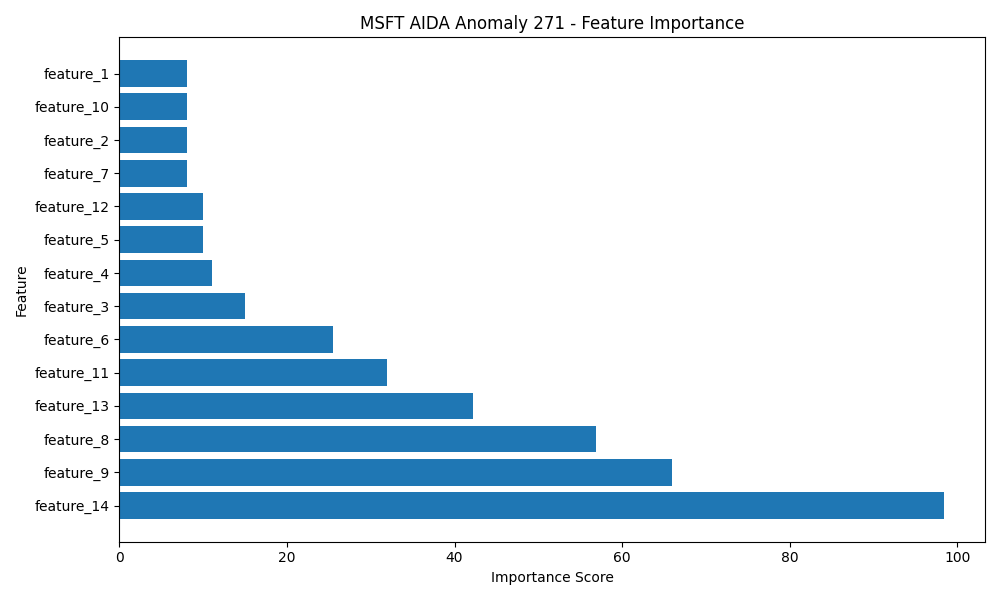 MSFT AIDA Anomaly 271 - Feature Importance
feature_1
feature_10
feature_2
feature_7
feature_12
feature_5
feature_4
feature_3
feature_6
feature_11
feature_13
feature_8
feature_9
feature_14
Feature
0 20 40 60 80 100
Importance Score